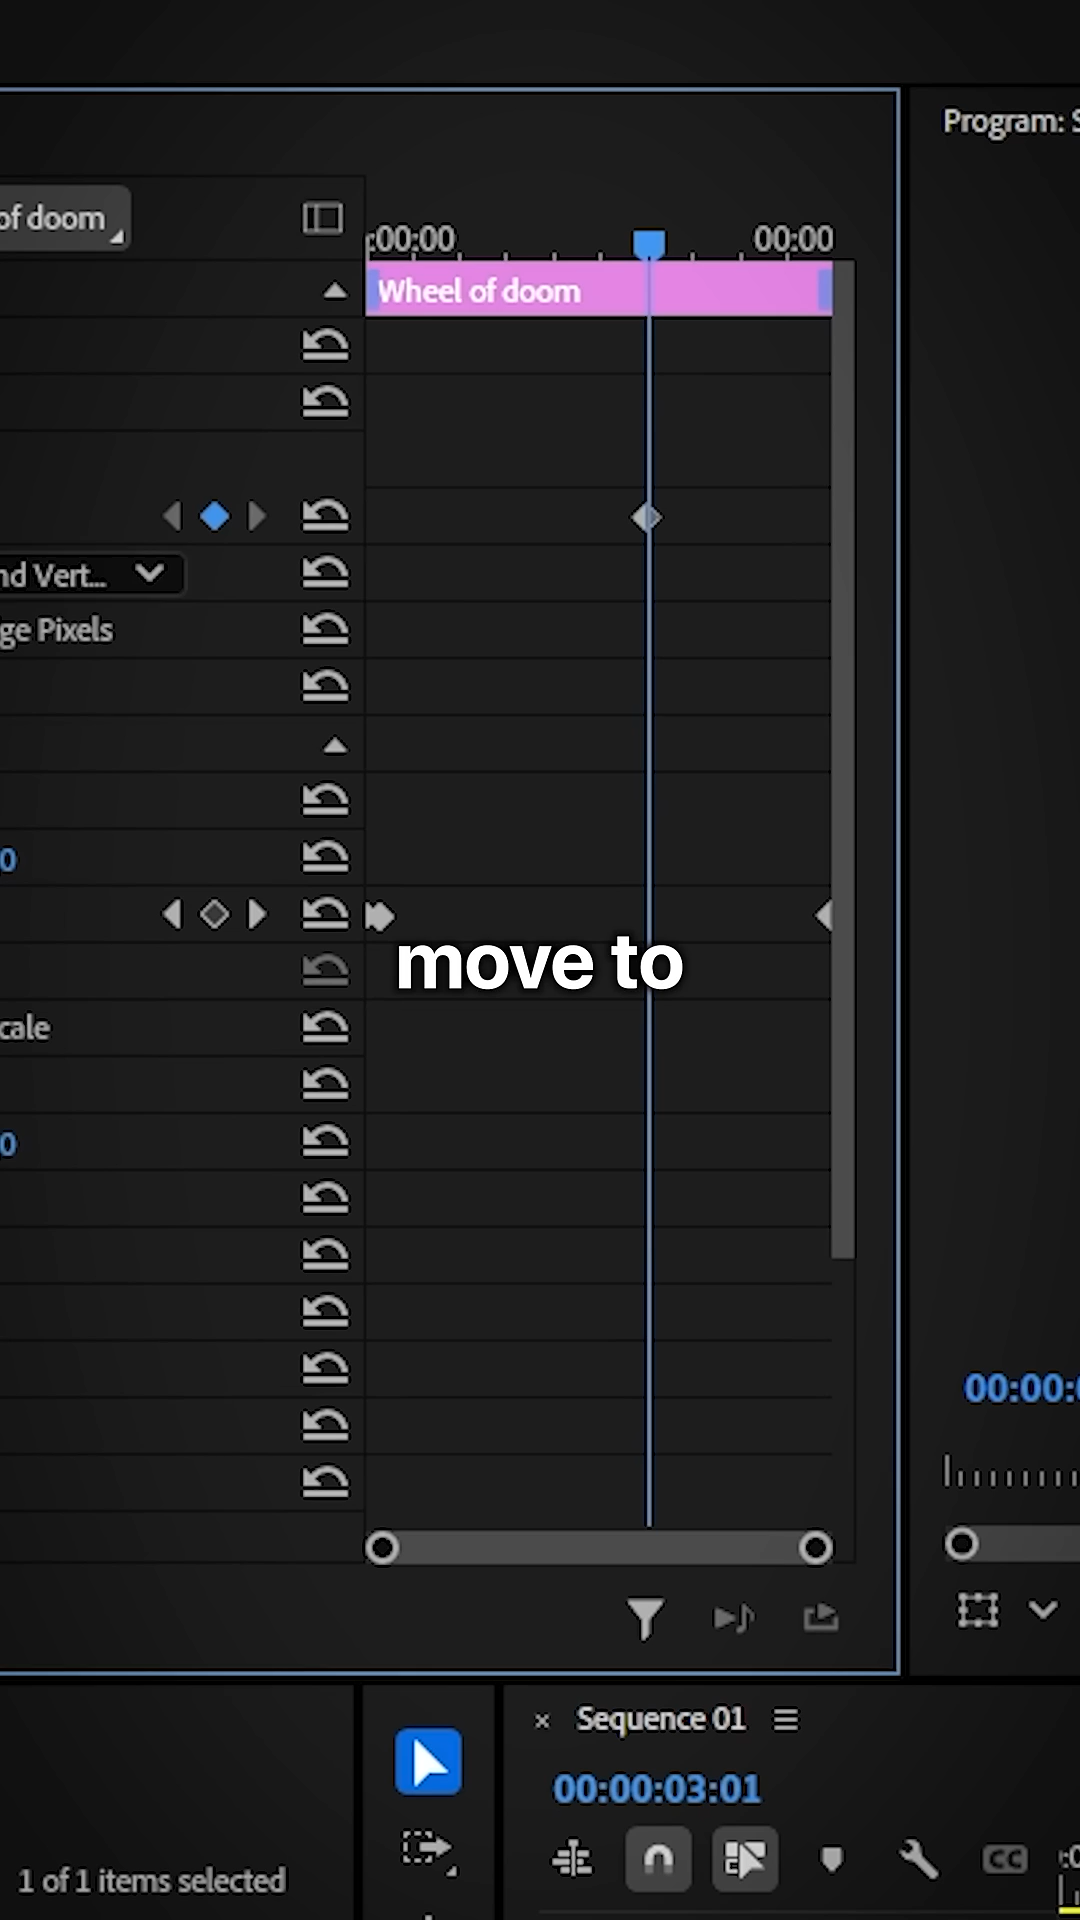 Program: S
of doom
:00:00
00:00
Wheel of doom
nd Vert...
ge Pixels
0
move to
cale
0
00:00:
× Sequence 01
00:00:03:01
1 of 1 items selected
CC